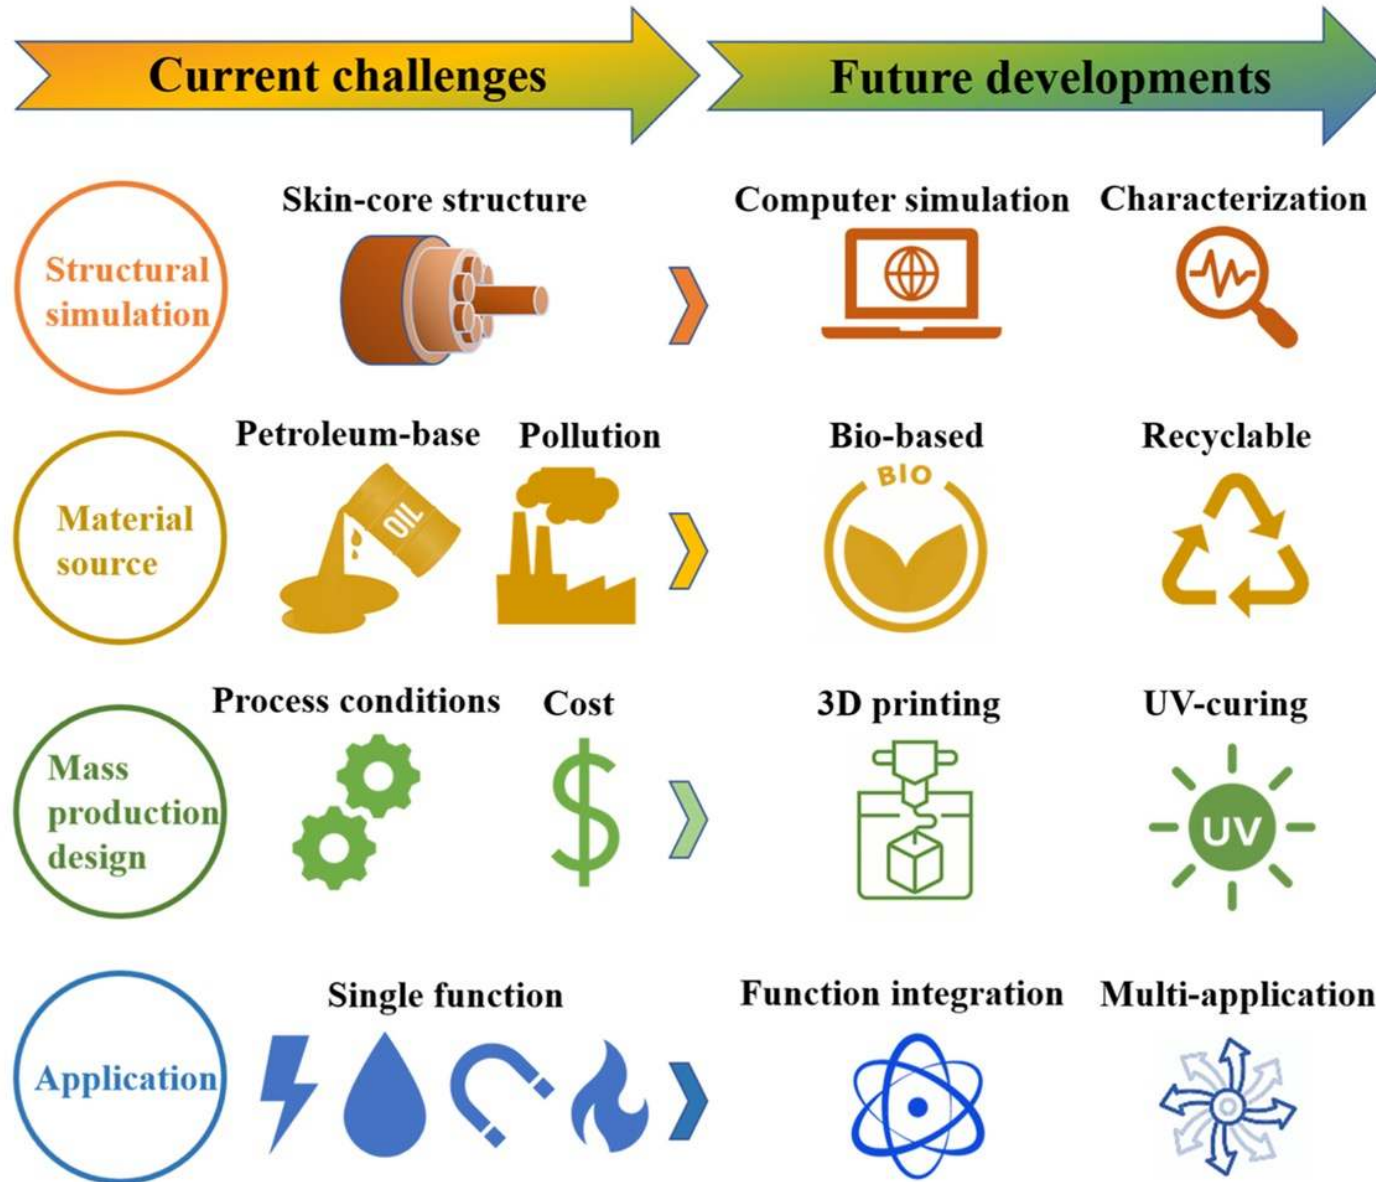 Current challenges
Future developments
Structural
simulation
Skin-core structure
Computer simulation
Characterization
Material
source
Petroleum-base
OIL
Pollution
Bio-based
BIO
Recyclable
Mass
production
design
Process conditions
Cost
$
3D printing
UV-curing
UV
Application
Single function
Function integration
Multi-application